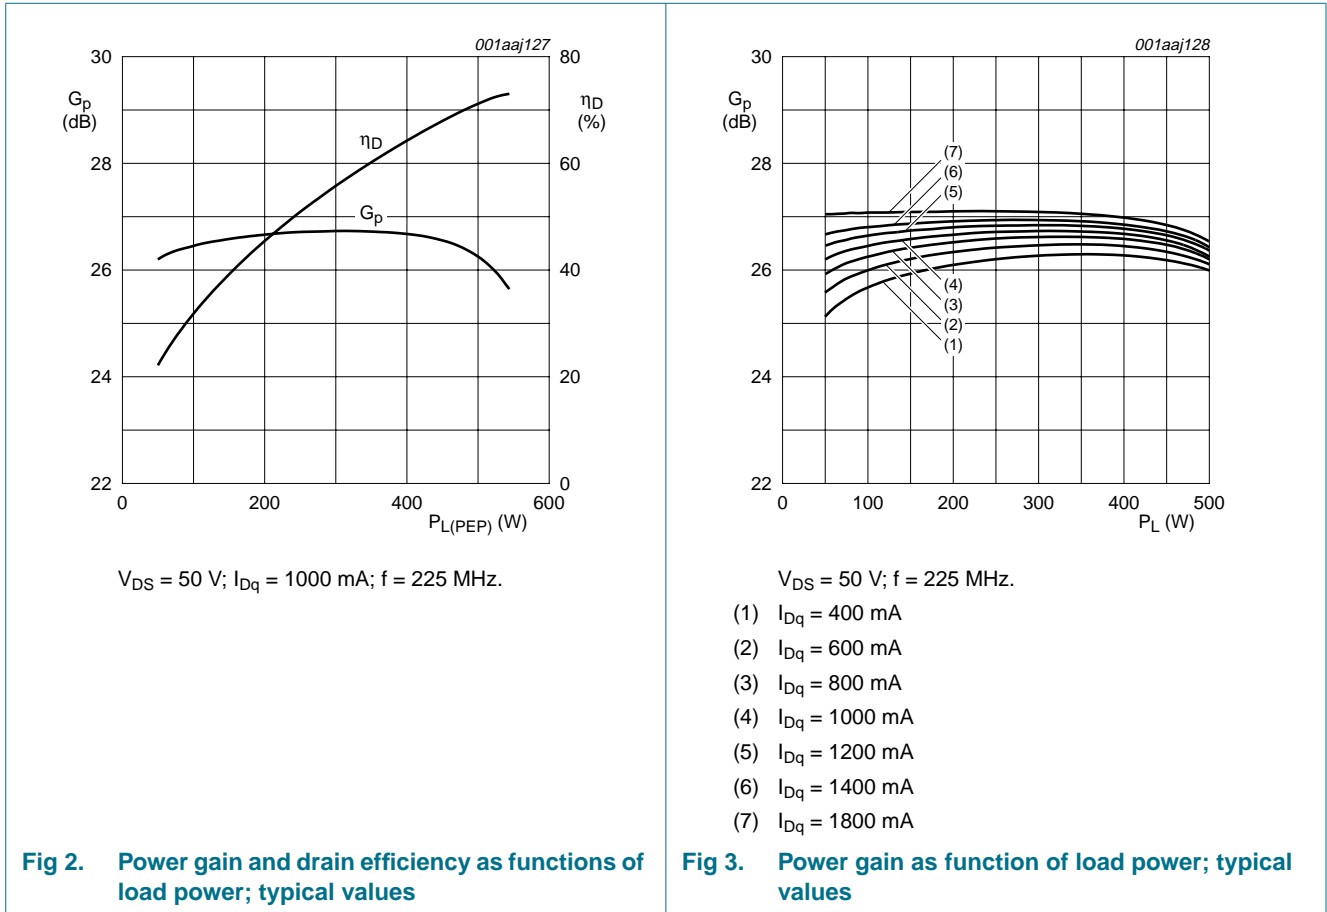 001aaj127
30
80
Gp
(dB)
ηD
(%)
ηD
28
60
Gp
26
40
24
20
22
0
0
200
400
600
PL(PEP) (W)
VDS = 50 V; IDq = 1000 mA; f = 225 MHz.
Fig 2. Power gain and drain efficiency as functions of
load power; typical values
001aaj128
30
Gp
(dB)
28
(7)
(6)
(5)
26
(4)
(3)
(2)
(1)
24
22
0
100
200
300
400
500
PL (W)
VDS = 50 V; f = 225 MHz.
(1) IDq = 400 mA
(2) IDq = 600 mA
(3) IDq = 800 mA
(4) IDq = 1000 mA
(5) IDq = 1200 mA
(6) IDq = 1400 mA
(7) IDq = 1800 mA
Fig 3. Power gain as function of load power; typical
values